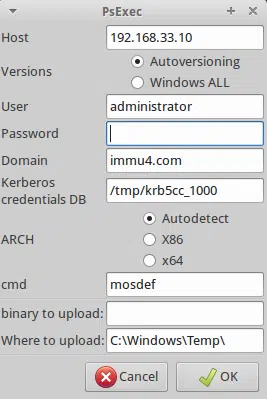 PsExec
Host 192.168.33.10
Versions
Autoversioning
Windows ALL
User administrator
Password
Domain immu4.com
Kerberos
credentials DB /tmp/krb5cc_1000
ARCH
Autodetect
X86
x64
cmd mosdef
binary to upload:
Where to upload: C:\Windows\Temp\
Cancel OK